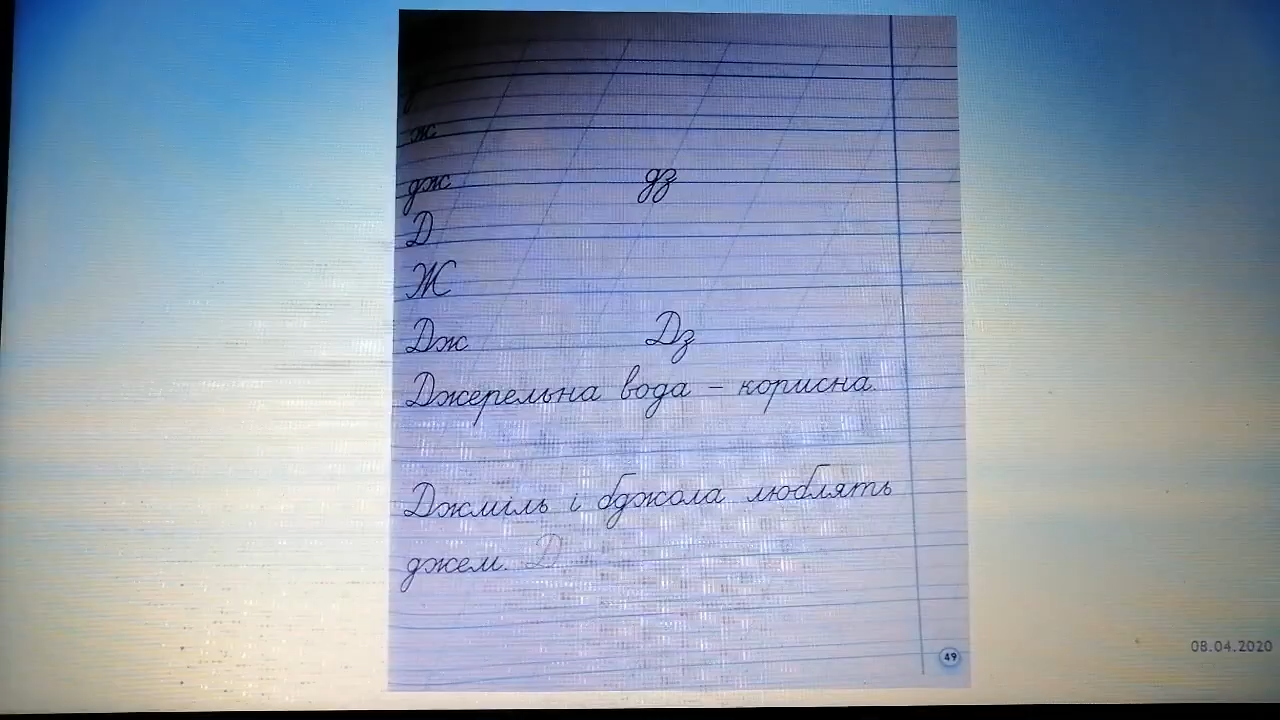 ж
дж дз
Д
Ж
Дж Дз
Джерельна вода – корисна.
Джміль і бджола люблять
джем. Д
49
08.04.2020